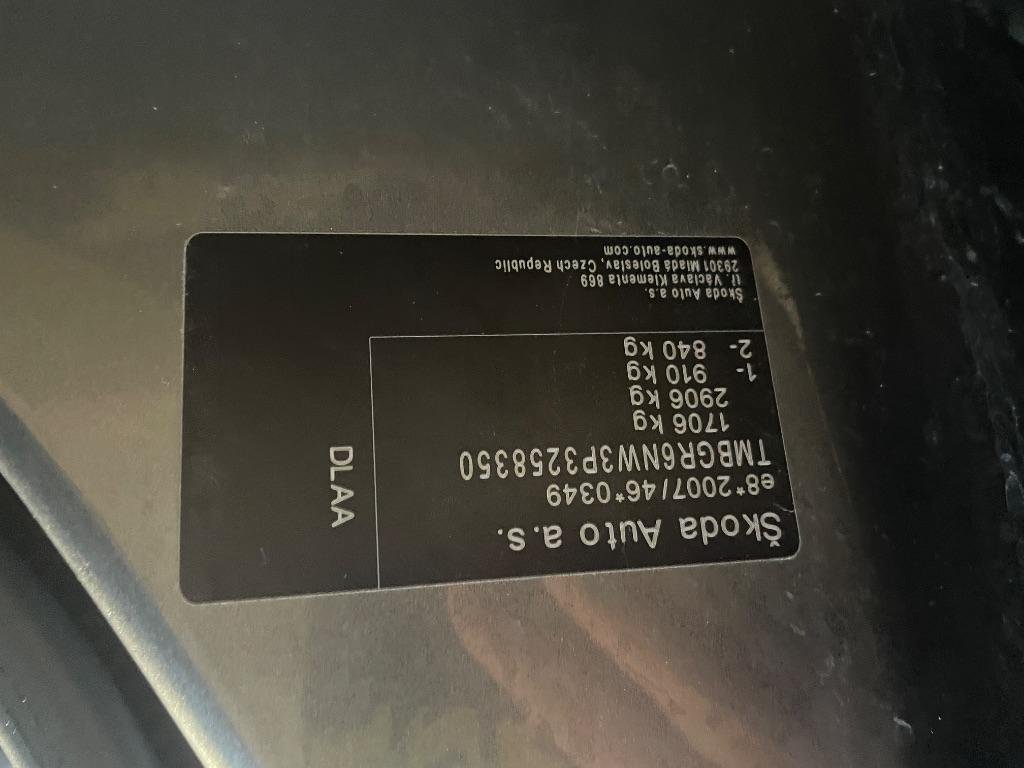 Škoda Auto a.s.
e8*2007/46*0349
TMBGR6NW3P3258350
1706 kg
2906 kg
1- 910 kg
2- 840 kg
DLAA
Škoda Auto a.s.
tř. Václava Klementa 869
29301 Mladá Boleslav, Czech Republic
www.skoda-auto.com